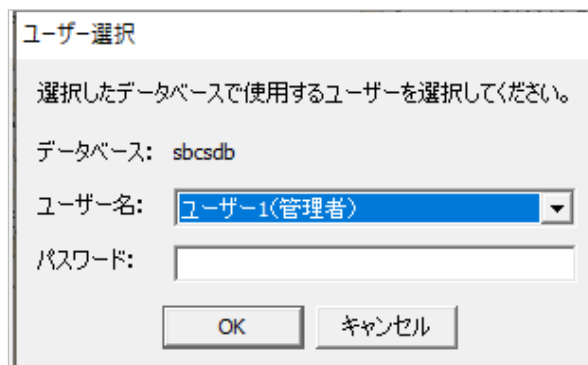 ユーザー選択
選択したデータベースで使用するユーザーを選択してください。
データベース: sbcsdb
ユーザー名: ユーザー1(管理者)
パスワード:
OK キャンセル